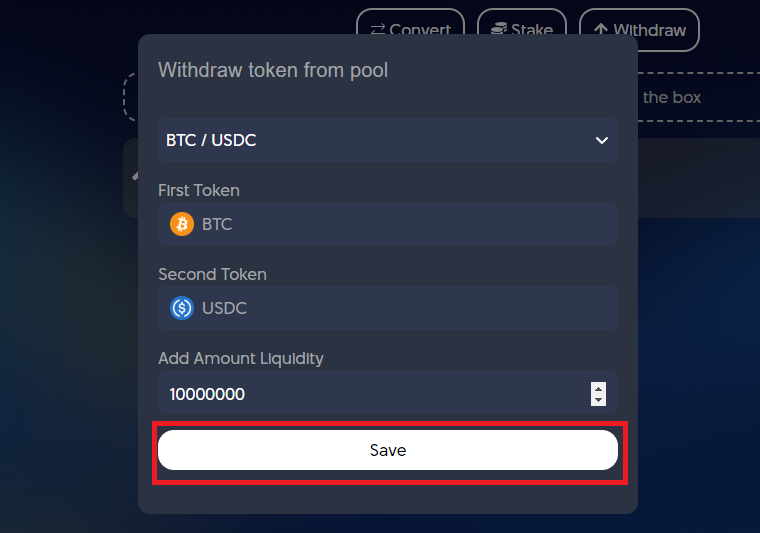 Convert Stake Withdraw
Withdraw token from pool
the box
BTC / USDC
First Token
BTC
Second Token
USDC
Add Amount Liquidity
10000000
Save